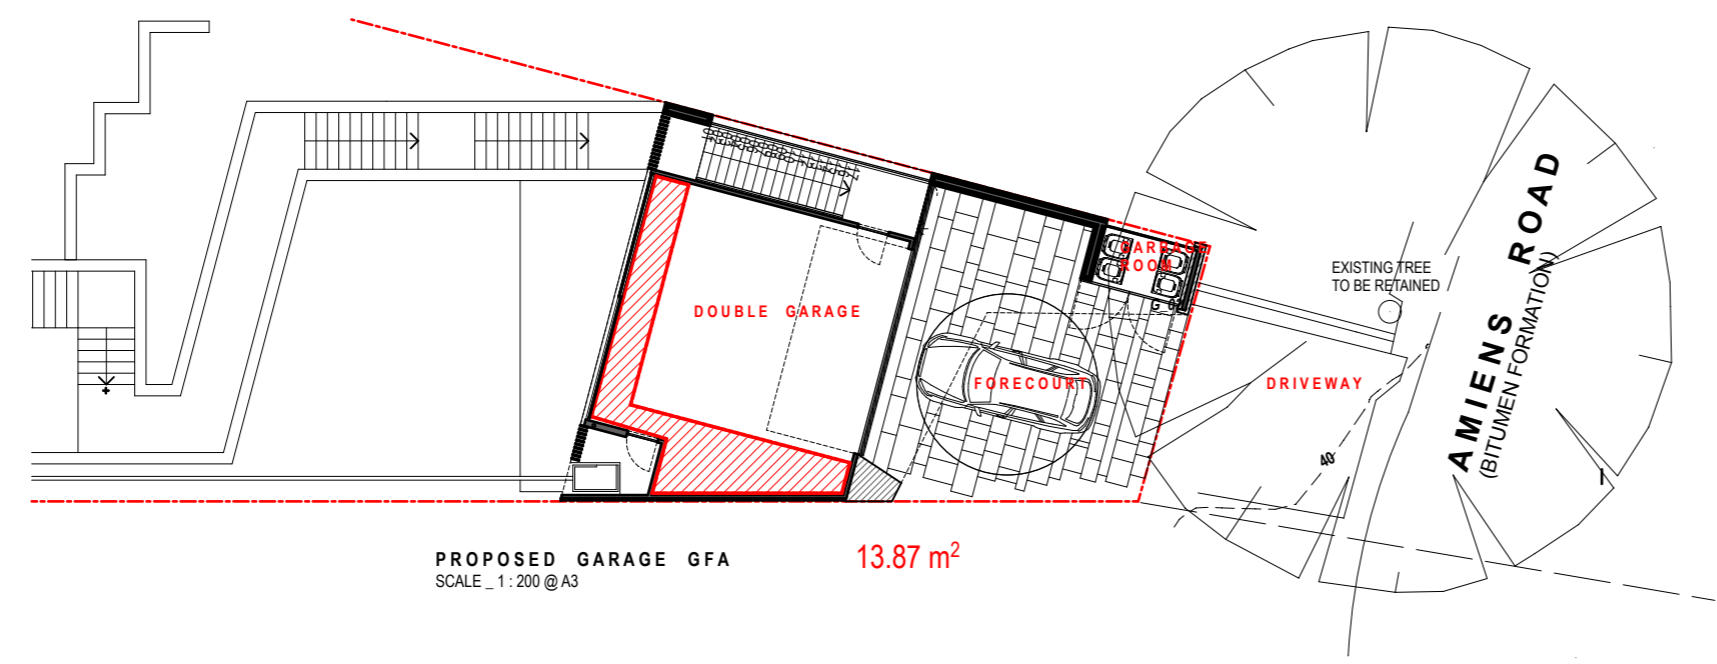 GARBAGE
ROOM
G
DOUBLE GARAGE
FORECOURT
DRIVEWAY
EXISTING TREE
TO BE RETAINED
AMIENS ROAD
(BITUMEN FORMATION)
40
PROPOSED GARAGE GFA
SCALE _ 1 : 200 @ A3
13.87 m²